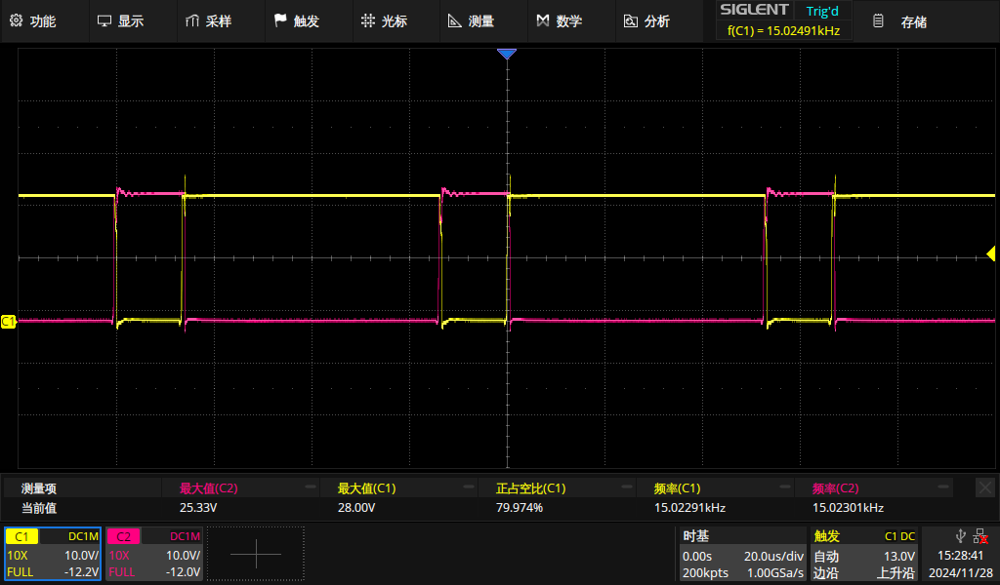 功能 显示 采样 触发 光标 测量 数学 分析 SIGLENT Trig'd 存储
f(C1) = 15.02491kHz
C1
测量项 最大值(C2) 最大值(C1) 正占空比(C1) 频率(C1) 频率(C2)
当前值 25.33V 28.00V 79.974% 15.02291kHz 15.02301kHz
C1 DC1M C2 DC1M 时基 触发 C1 DC
10X 10.0V/ 10X 10.0V/ 0.00s 20.0us/div 自动 13.0V 15:28:41
FULL -12.2V FULL -12.0V 200kpts 1.00GSa/s 边沿 上升沿 2024/11/28